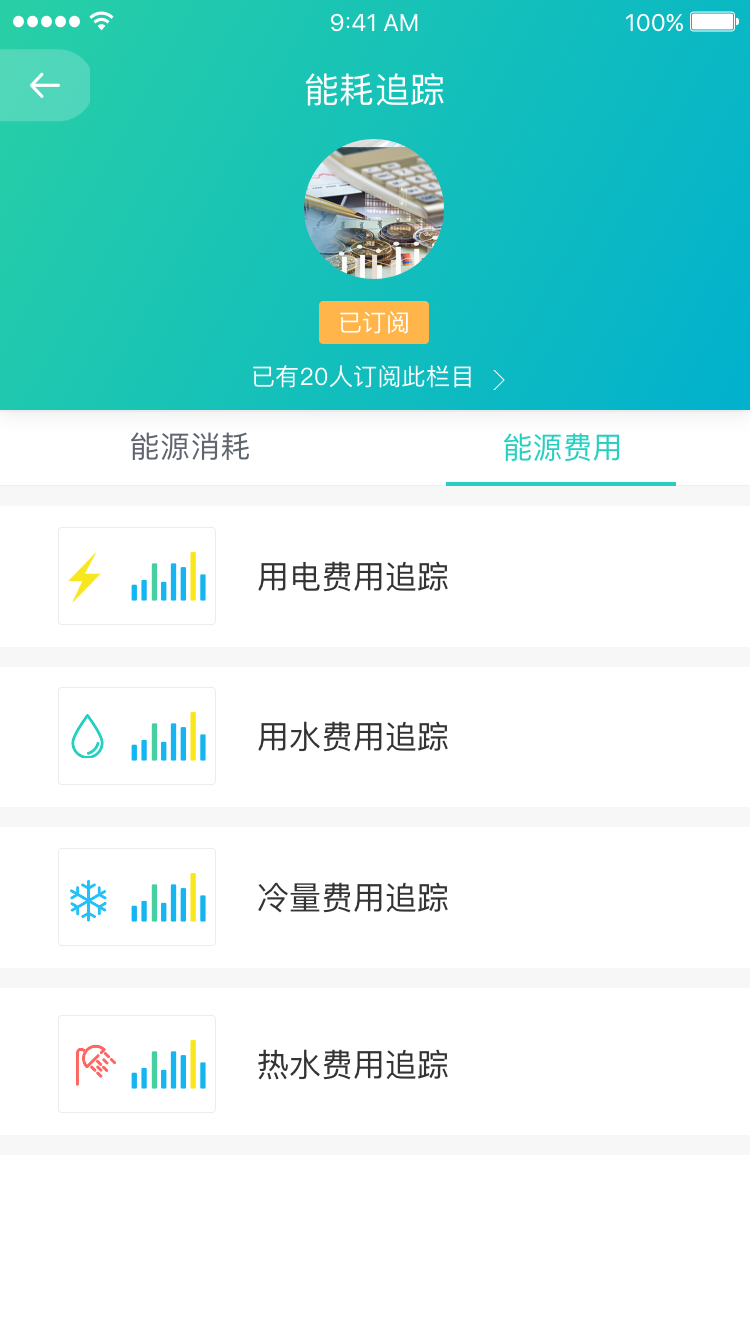 9:41 AM
100%
能耗追踪
已订阅
已有20人订阅此栏目
能源消耗
能源费用
用电费用追踪
用水费用追踪
冷量费用追踪
热水费用追踪